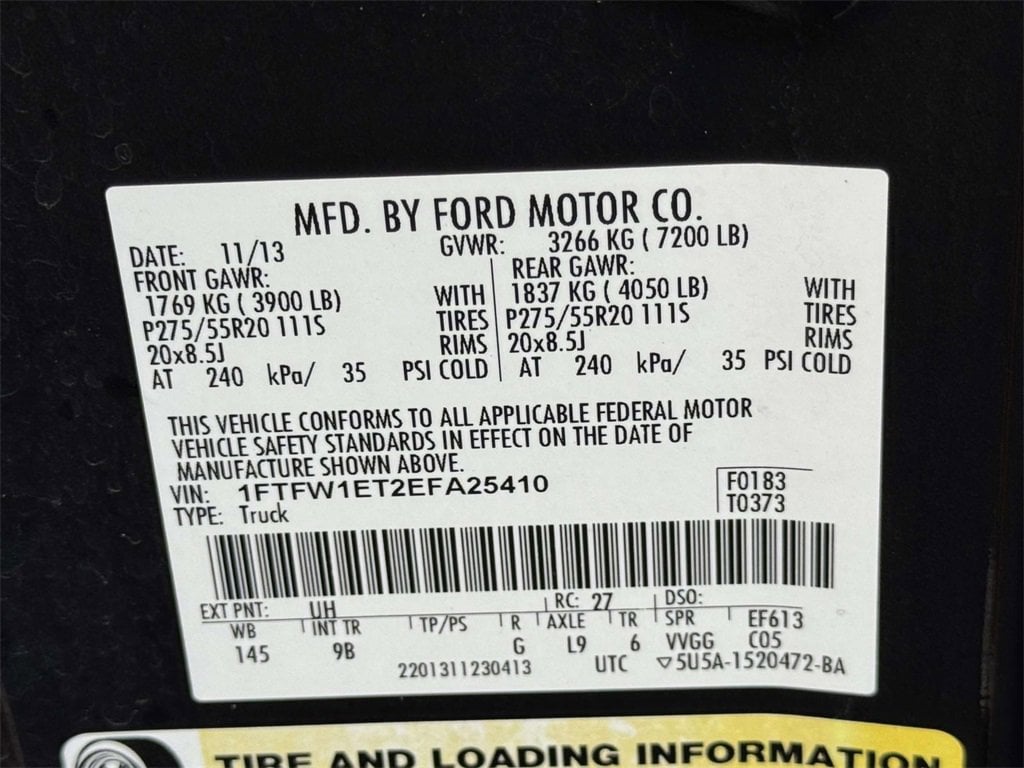 MFD. BY FORD MOTOR CO.
DATE: 11/13 GVWR: 3266 KG ( 7200 LB)
FRONT GAWR: REAR GAWR:
1769 KG ( 3900 LB) WITH 1837 KG ( 4050 LB) WITH
P275/55R20 111S TIRES P275/55R20 111S TIRES
20x8.5J RIMS 20x8.5J RIMS
AT 240 kPa/ 35 PSI COLD AT 240 kPa/ 35 PSI COLD
THIS VEHICLE CONFORMS TO ALL APPLICABLE FEDERAL MOTOR
VEHICLE SAFETY STANDARDS IN EFFECT ON THE DATE OF
MANUFACTURE SHOWN ABOVE.
VIN: 1FTFW1ET2EFA25410 F0183
TYPE: Truck T0373
EXT PNT: UH RC: 27 DSO:
WB INT TR TP/PS R AXLE TR SPR EF613
145 9B G L9 6 VVGG C05
2201311230413 UTC ▽5U5A-1520472-BA
TIRE AND LOADING INFORMATION